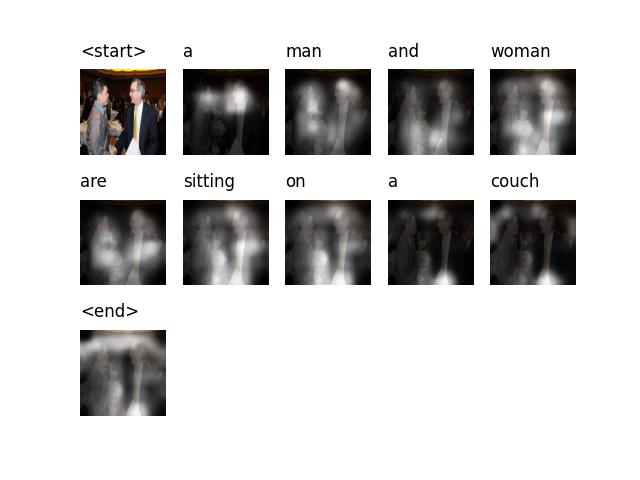 <start> a man and woman
are sitting on a couch
<end>